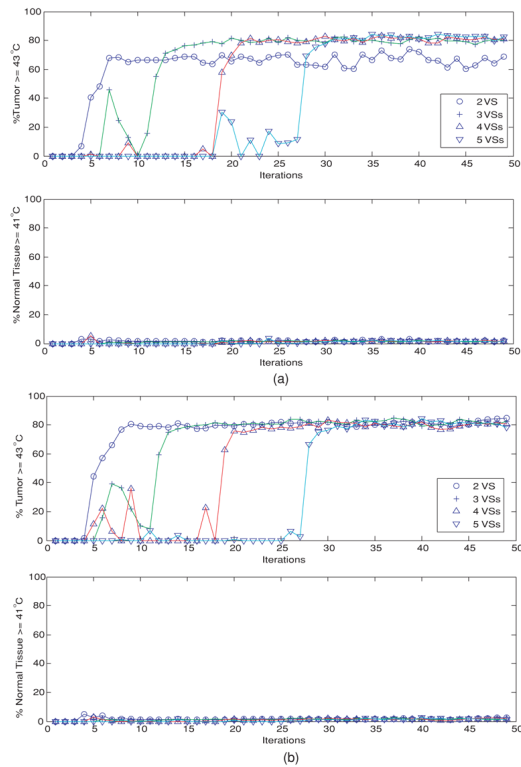 100
80
60
40
20
0
%Tumor >= 43°C
0 5 10 15 20 25 30 35 40 45 50
Iterations
2 VS
3 VSs
4 VSs
5 VSs
100
80
60
40
20
0
%Normal Tissue>= 41°C
0 5 10 15 20 25 30 35 40 45 50
Iterations
(a)
100
80
60
40
20
0
% Tumor >= 43°C
0 5 10 15 20 25 30 35 40 45 50
Iterations
2 VS
3 VSs
4 VSs
5 VSs
100
80
60
40
20
0
% Normal Tissue >= 41°C
0 5 10 15 20 25 30 35 40 45 50
Iterations
(b)